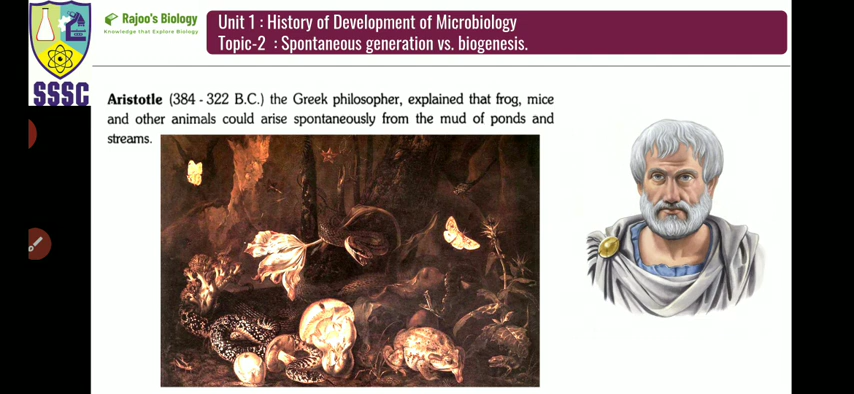 Rajoo's Biology
Knowledge that Explore Biology
Unit 1 : History of Development of Microbiology
Topic-2 : Spontaneous generation vs. biogenesis.
SSSC
Aristotle (384 - 322 B.C.) the Greek philosopher, explained that frog, mice
and other animals could arise spontaneously from the mud of ponds and
streams.